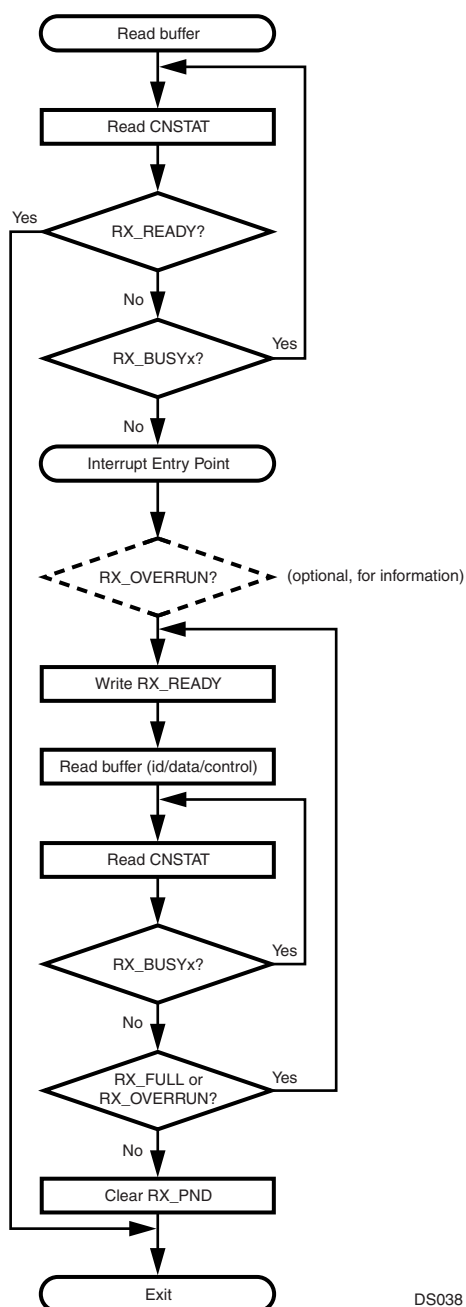 Read buffer
Read CNSTAT
Yes
RX_READY?
No
RX_BUSYx?
Yes
No
Interrupt Entry Point
RX_OVERRUN?
(optional, for information)
Write RX_READY
Read buffer (id/data/control)
Read CNSTAT
RX_BUSYx?
Yes
No
RX_FULL or
RX_OVERRUN?
Yes
No
Clear RX_PND
Exit
DS038